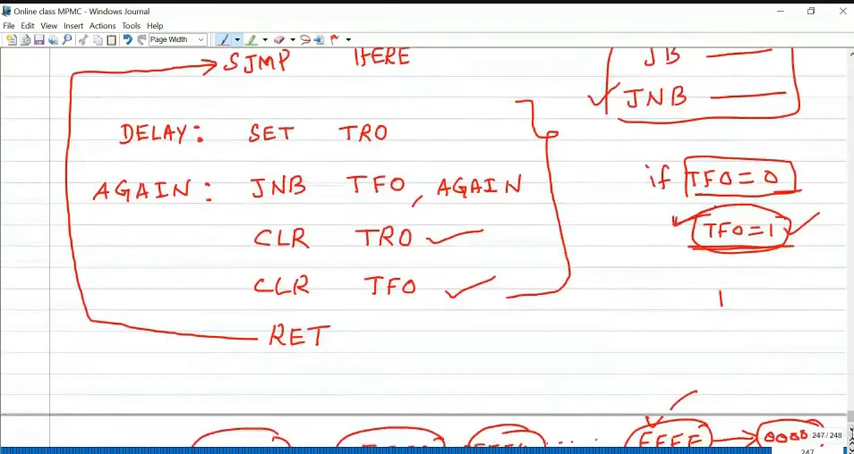 Online class MPMC - Windows Journal
File Edit View Insert Actions Tools Help
Page Width
SJMP HERE
JB
JNB
DELAY: SET TR0
AGAIN: JNB TF0, AGAIN
if TF0 = 0
TF0=1
CLR TR0
CLR TF0
RET
FFFF
0000
247 / 248
247